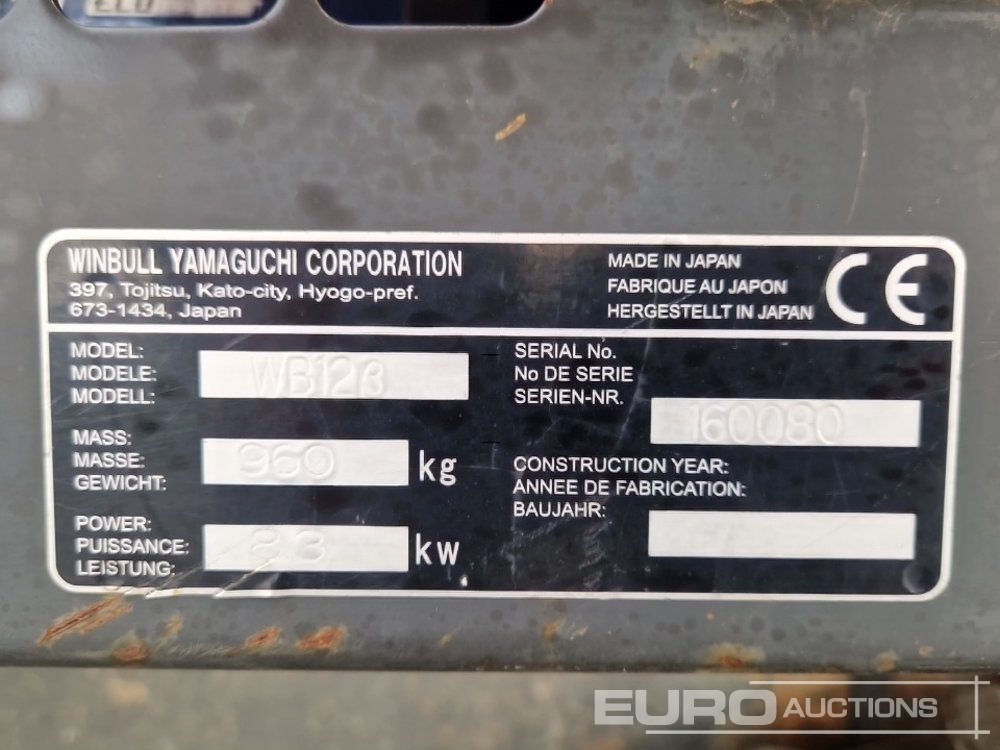 WINBULL YAMAGUCHI CORPORATION
397, Tojitsu, Kato-city, Hyogo-pref.
673-1434, Japan
MADE IN JAPAN
FABRIQUE AU JAPON
HERGESTELLT IN JAPAN
CE
MODEL:
MODELE:
MODELL:
MASS:
MASSE:
GEWICHT:
960 kg
POWER:
PUISSANCE:
LEISTUNG:
8.3 kw
SERIAL No.
No DE SERIE
SERIEN-NR.
160080
CONSTRUCTION YEAR:
ANNEE DE FABRICATION:
BAUJAHR:
EURO AUCTIONS